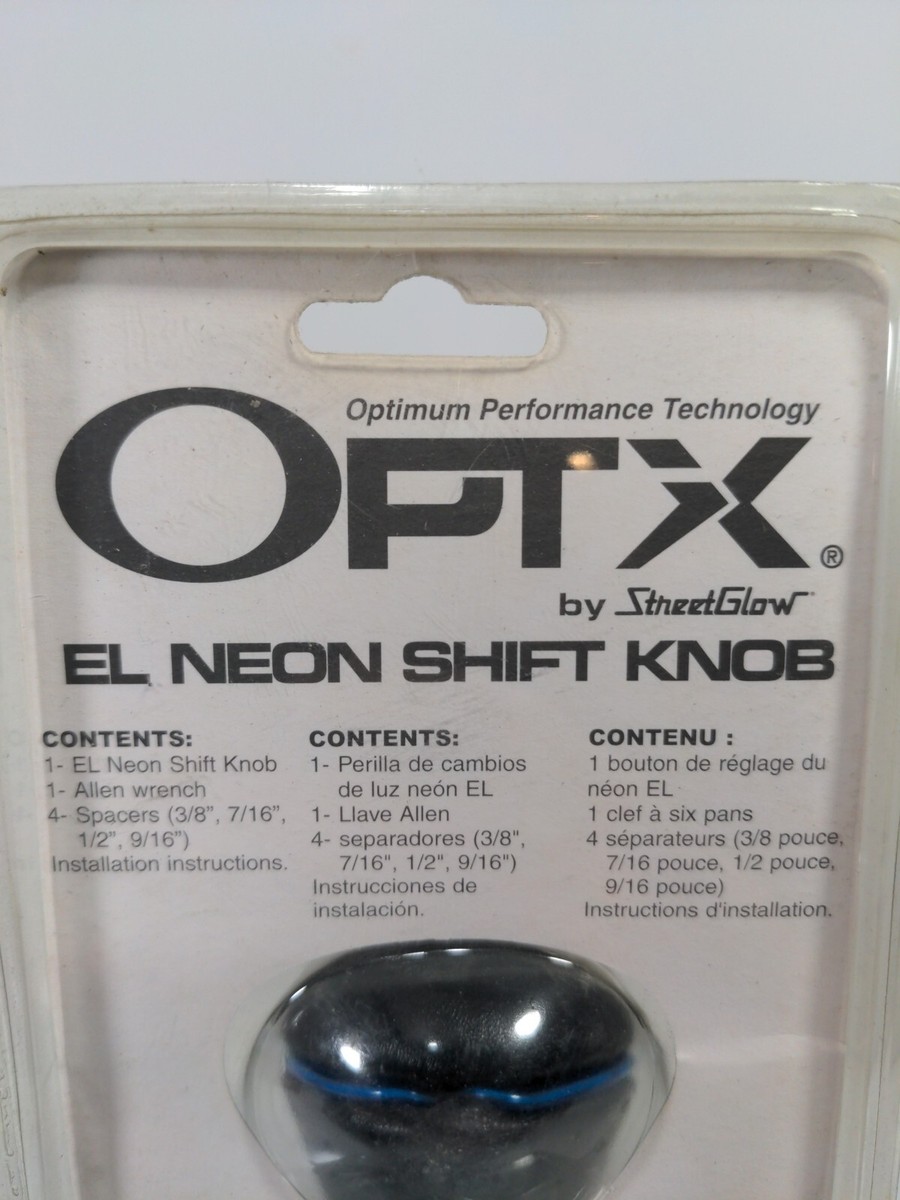 Optimum Performance Technology
OPTX®
by StreetGlow
EL NEON SHIFT KNOB
CONTENTS:
1- EL Neon Shift Knob
1- Allen wrench
4- Spacers (3/8”, 7/16”,
1/2”, 9/16”)
Installation instructions.
CONTENTS:
1- Perilla de cambios
de luz neón EL
1- Llave Allen
4- separadores (3/8",
7/16", 1/2", 9/16")
Instrucciones de
instalación.
CONTENU :
1 bouton de réglage du
néon EL
1 clef à six pans
4 séparateurs (3/8 pouce,
7/16 pouce, 1/2 pouce,
9/16 pouce)
Instructions d'installation.